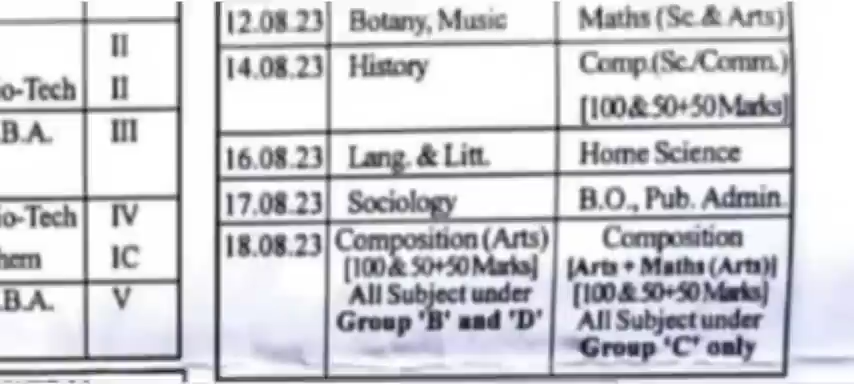 II
II
III
IV
IC
V
o-Tech
B.A.
io-Tech
hem
B.A.
12.08.23 Botany, Music Maths (Sc. & Arts)
14.08.23 History Comp.(Sc./Comm.)
[100 & 50+50 Marks]
16.08.23 Lang. & Litt. Home Science
17.08.23 Sociology B.O., Pub. Admin.
18.08.23 Composition (Arts) Composition
[100 & 50+50 Marks] [Arts + Maths (Arts)]
All Subject under [100 & 50+50 Marks]
Group 'B' and 'D' All Subject under
Group 'C' only